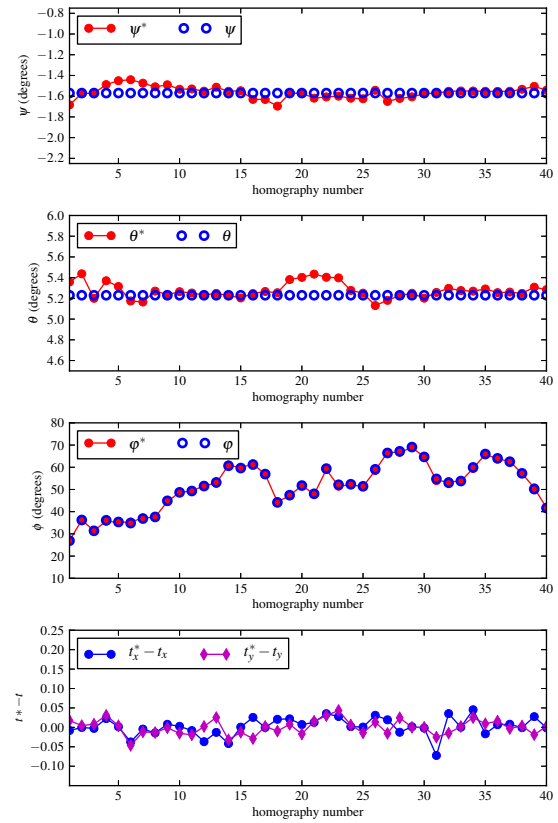 −0.8
−1.0
−1.2
−1.4
−1.6
−1.8
−2.0
−2.2
ψ (degrees)
ψ* ψ
5 10 15 20 25 30 35 40
homography number
6.0
5.8
5.6
5.4
5.2
5.0
4.8
4.6
θ (degrees)
θ* θ
5 10 15 20 25 30 35 40
homography number
80
70
60
50
40
30
20
10
ϕ (degrees)
φ* φ
5 10 15 20 25 30 35 40
homography number
0.25
0.20
0.15
0.10
0.05
0.00
−0.05
−0.10
t * −t
t*x − tx t*y − ty
5 10 15 20 25 30 35 40
homography number